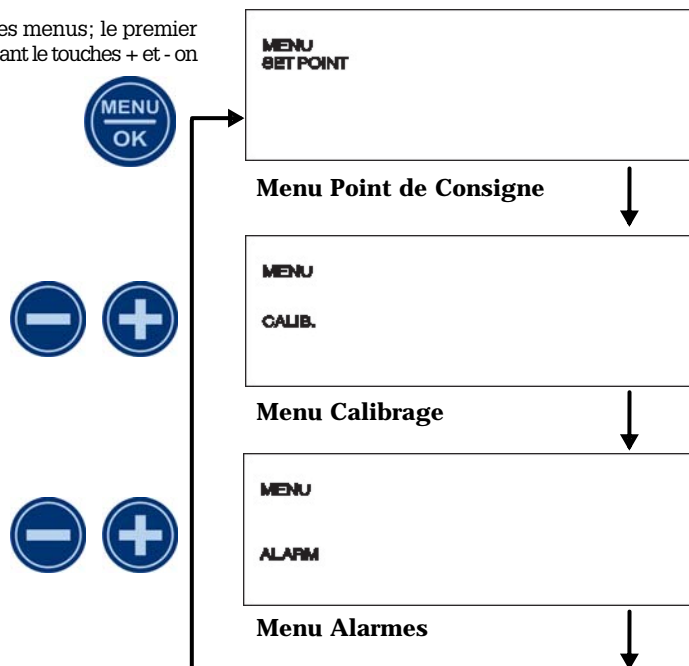 es menus; le premier
ant le touches + et - on
MENU
OK
MENU
SET POINT
Menu Point de Consigne
MENU
CALIB.
Menu Calibrage
MENU
ALARM
Menu Alarmes